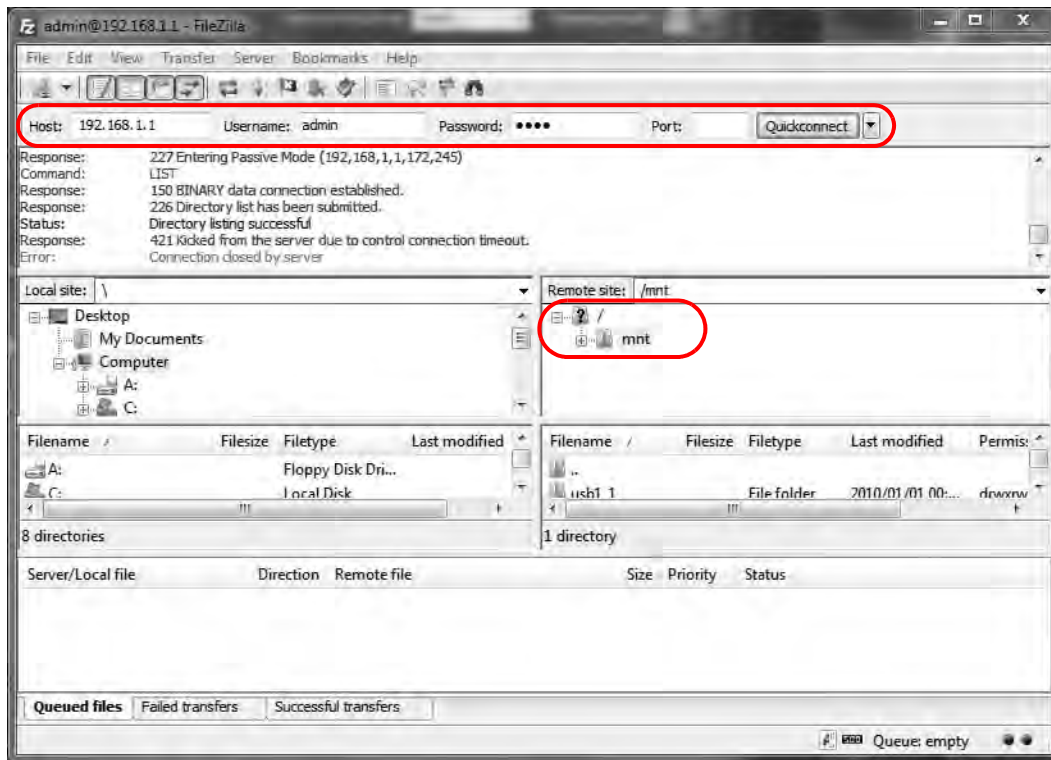 admin@192.168.1.1 - FileZilla
File Edit View Transfer Server Bookmarks Help
Host: 192.168.1.1 Username: admin Password: •••• Port: Quickconnect
Response: 227 Entering Passive Mode (192,168,1,1,172,245)
Command: LIST
Response: 150 BINARY data connection established.
Response: 226 Directory list has been submitted.
Status: Directory listing successful
Response: 421 Kicked from the server due to control connection timeout.
Error: Connection closed by server
Local site: \
Remote site: /mnt
Desktop
My Documents
Computer
A:
C:
/
mnt
Filename / Filesize Filetype Last modified
A: Floppy Disk Dri...
C: Local Disk
8 directories
Filename / Filesize Filetype Last modified Permis:
..
usb1_1 File folder 2010/01/01 00:... drwxrw
1 directory
Server/Local file Direction Remote file Size Priority Status
Queued files Failed transfers Successful transfers
Queue: empty